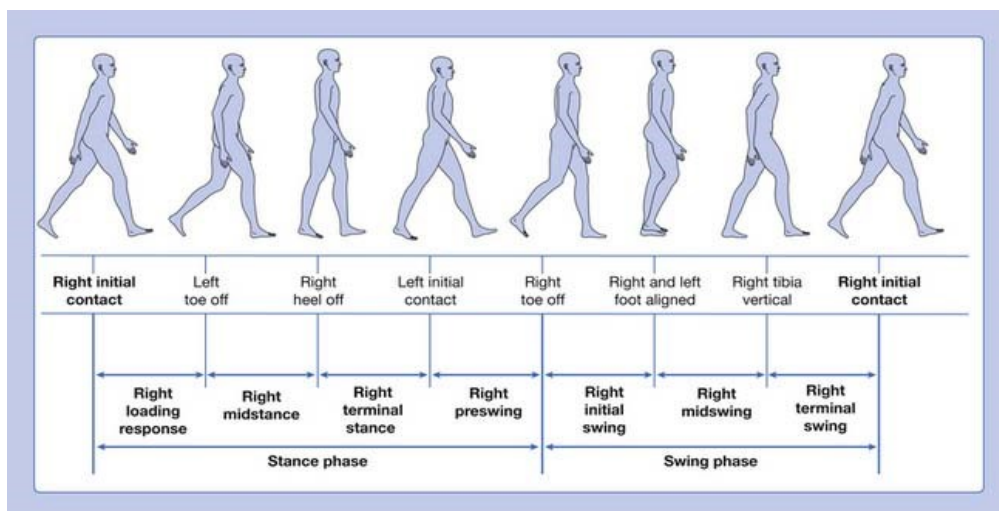 Right initial contact
Left toe off
Right heel off
Left initial contact
Right toe off
Right and left foot aligned
Right tibia vertical
Right initial contact
Right loading response
Right midstance
Right terminal stance
Right preswing
Right initial swing
Right midswing
Right terminal swing
Stance phase
Swing phase